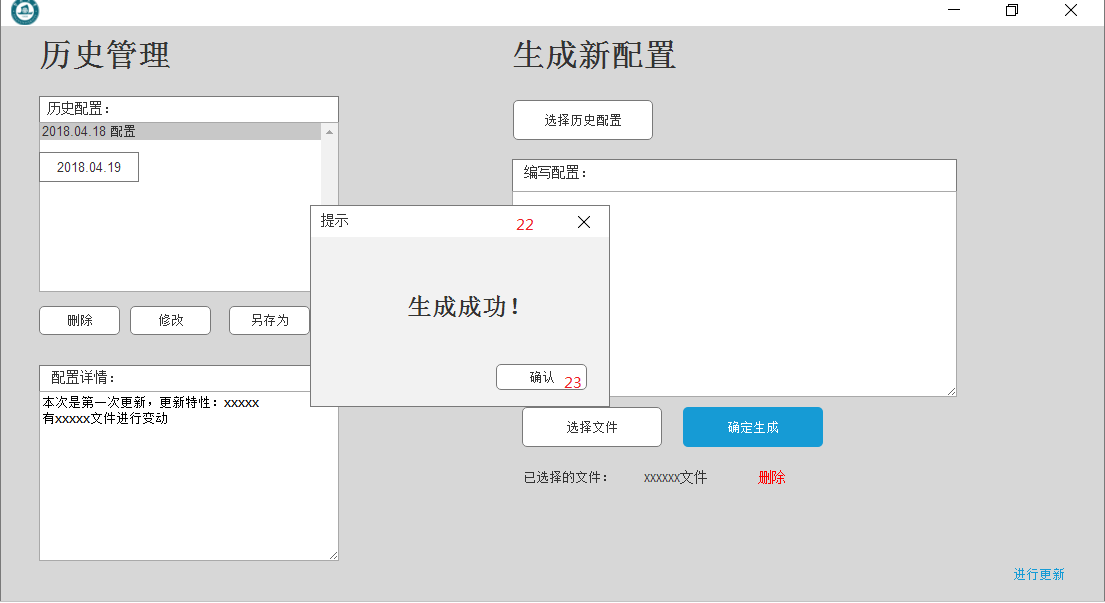 历史管理
历史配置：
2018.04.18 配置
2018.04.19
删除
修改
另存为
配置详情：
本次是第一次更新，更新特性：xxxxx
有xxxxx文件进行变动
生成新配置
选择历史配置
编写配置：
提示
22
生成成功！
确认
23
选择文件
确定生成
已选择的文件：
xxxxxx文件
删除
进行更新